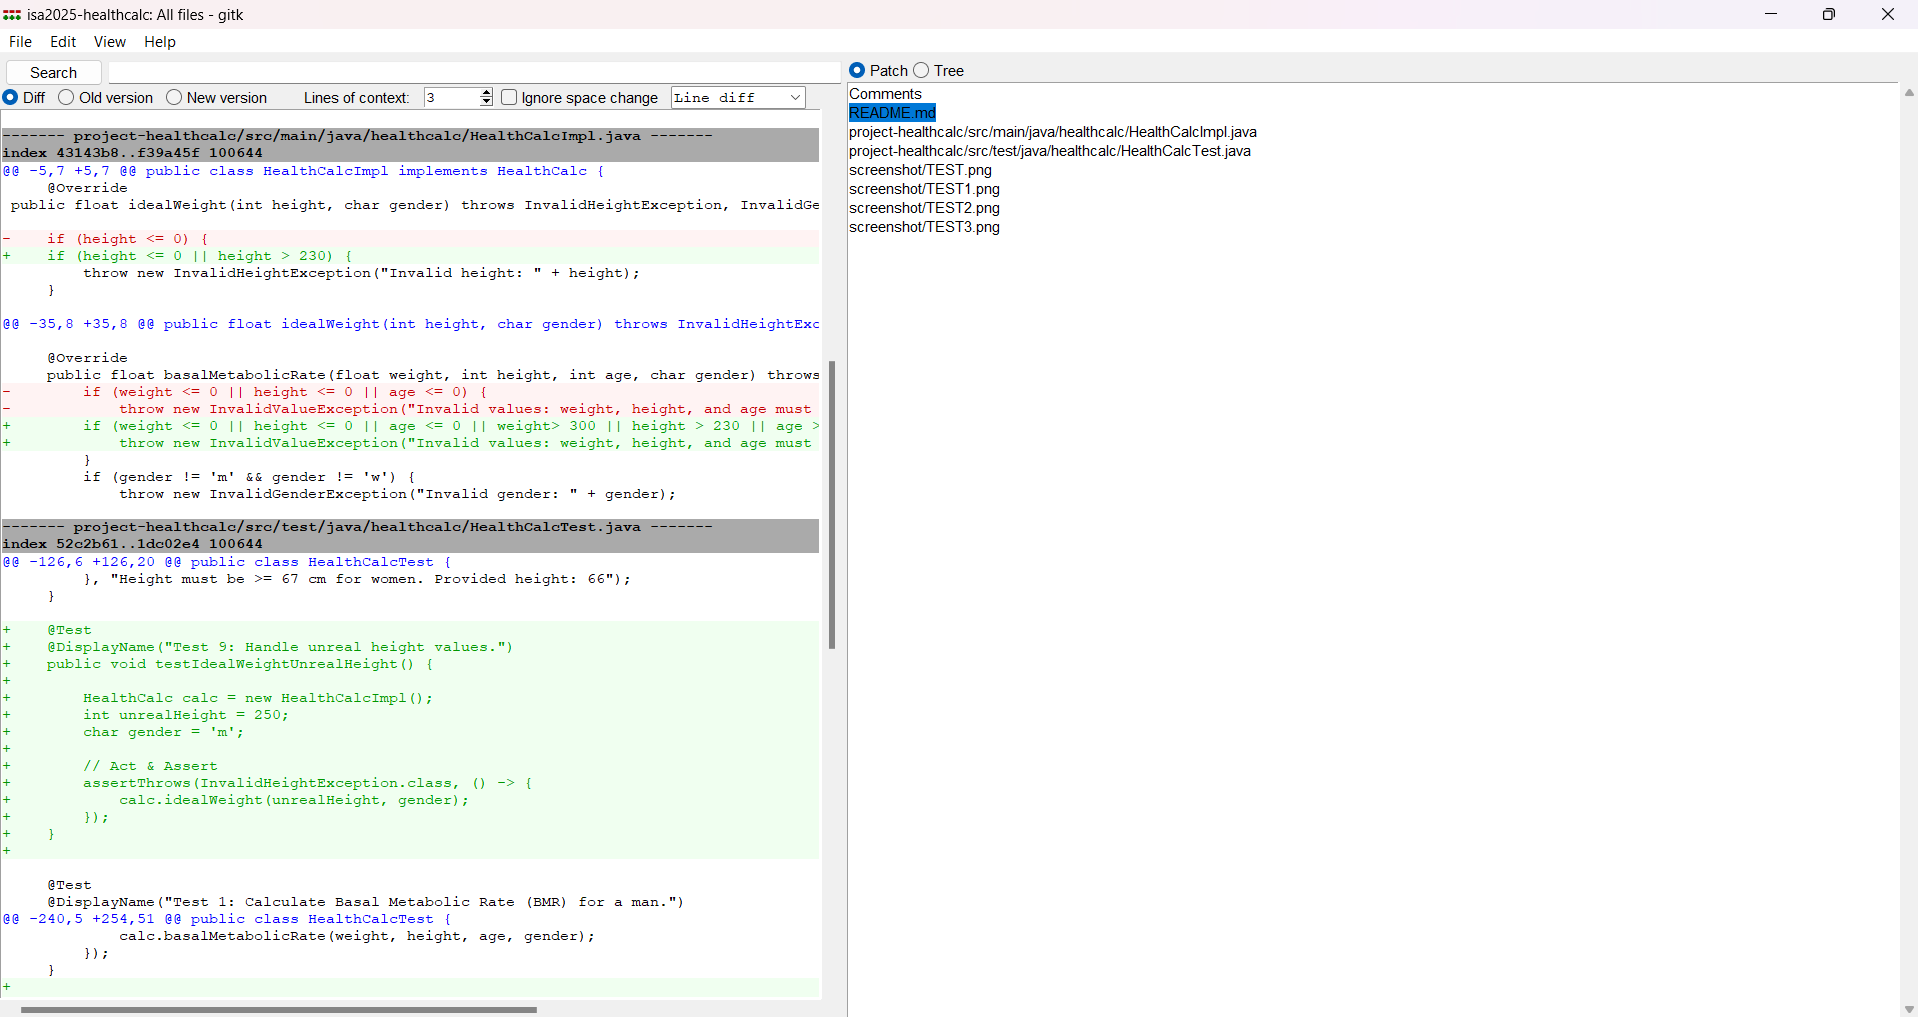 isa2025-healthcalc: All files - gitk
File Edit View Help
Search
Diff Old version New version Lines of context: 3 Ignore space change Line diff
------- project-healthcalc/src/main/java/healthcalc/HealthCalcImpl.java -------
index 43143b8..f39a45f 100644
@@ -5,7 +5,7 @@ public class HealthCalcImpl implements HealthCalc {
@Override
public float idealWeight(int height, char gender) throws InvalidHeightException, InvalidGe
- if (height <= 0) {
+ if (height <= 0 || height > 230) {
throw new InvalidHeightException("Invalid height: " + height);
}
@@ -35,8 +35,8 @@ public float idealWeight(int height, char gender) throws InvalidHeightExc
@Override
public float basalMetabolicRate(float weight, int height, int age, char gender) throws
- if (weight <= 0 || height <= 0 || age <= 0) {
- throw new InvalidValueException("Invalid values: weight, height, and age must
+ if (weight <= 0 || height <= 0 || age <= 0 || weight> 300 || height > 230 || age >
+ throw new InvalidValueException("Invalid values: weight, height, and age must
}
if (gender != 'm' && gender != 'w') {
throw new InvalidGenderException("Invalid gender: " + gender);
------- project-healthcalc/src/test/java/healthcalc/HealthCalcTest.java -------
index 52c2b61..1dc02e4 100644
@@ -126,6 +126,20 @@ public class HealthCalcTest {
}, "Height must be >= 67 cm for women. Provided height: 66");
}
+ @Test
+ @DisplayName("Test 9: Handle unreal height values.")
+ public void testIdealWeightUnrealHeight() {
+
+ HealthCalc calc = new HealthCalcImpl();
+ int unrealHeight = 250;
+ char gender = 'm';
+
+ // Act & Assert
+ assertThrows(InvalidHeightException.class, () -> {
+ calc.idealWeight(unrealHeight, gender);
+ });
+ }
+
@Test
@DisplayName("Test 1: Calculate Basal Metabolic Rate (BMR) for a man.")
@@ -240,5 +254,51 @@ public class HealthCalcTest {
calc.basalMetabolicRate(weight, height, age, gender);
});
}
+
Patch Tree
Comments
README.md
project-healthcalc/src/main/java/healthcalc/HealthCalcImpl.java
project-healthcalc/src/test/java/healthcalc/HealthCalcTest.java
screenshot/TEST.png
screenshot/TEST1.png
screenshot/TEST2.png
screenshot/TEST3.png